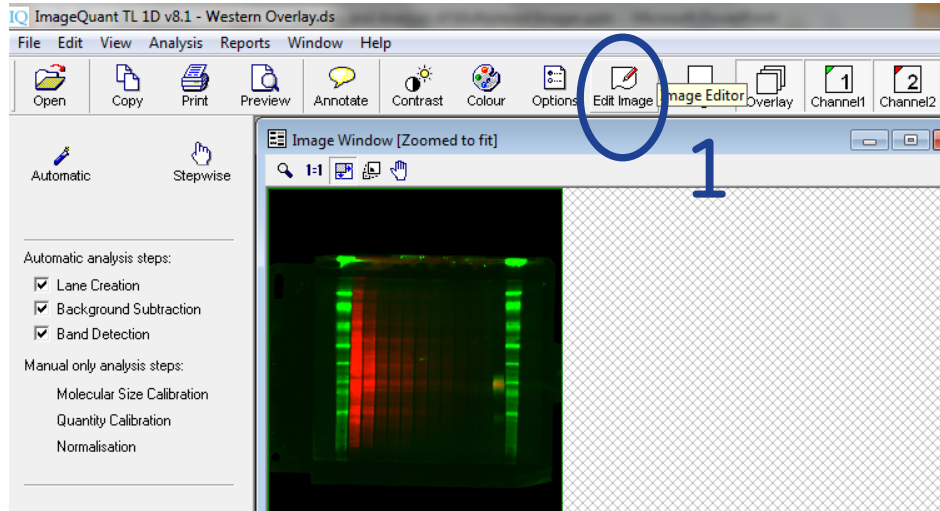 IQ ImageQuant TL 1D v8.1 - Western Overlay.ds
File Edit View Analysis Reports Window Help
Open Copy Print Preview Annotate Contrast Colour Options Edit Image Image Editor Overlay Channel1 Channel2
1 2
1
Image Window [Zoomed to fit]
1=1
Automatic Stepwise
Automatic analysis steps:
Lane Creation
Background Subtraction
Band Detection
Manual only analysis steps:
Molecular Size Calibration
Quantity Calibration
Normalisation